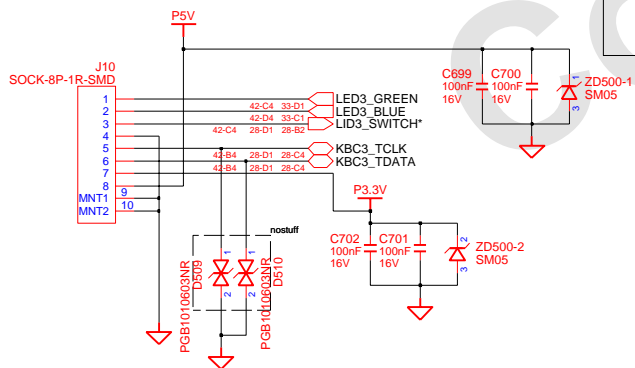 P5V
J10
SOCK-8P-1R-SMD
1
2
3
4
5
6
7
8
MNT1
9
MNT2
10
LED3_GREEN
42-C4 33-D1
LED3_BLUE
42-D4 33-C1
LID3_SWITCH*
42-C4 28-D1 28-B2
KBC3_TCLK
42-B4 28-D1 28-C4
KBC3_TDATA
42-B4 28-D1 28-C4
C699
100nF
16V
C700
100nF
16V
1
3
ZD500-1
SM05
P3.3V
C702
100nF
16V
C701
100nF
16V
2
3
ZD500-2
SM05
nostuff
PGB1010603NR
D509
1
2
PGB1010603NR
D510
1
2